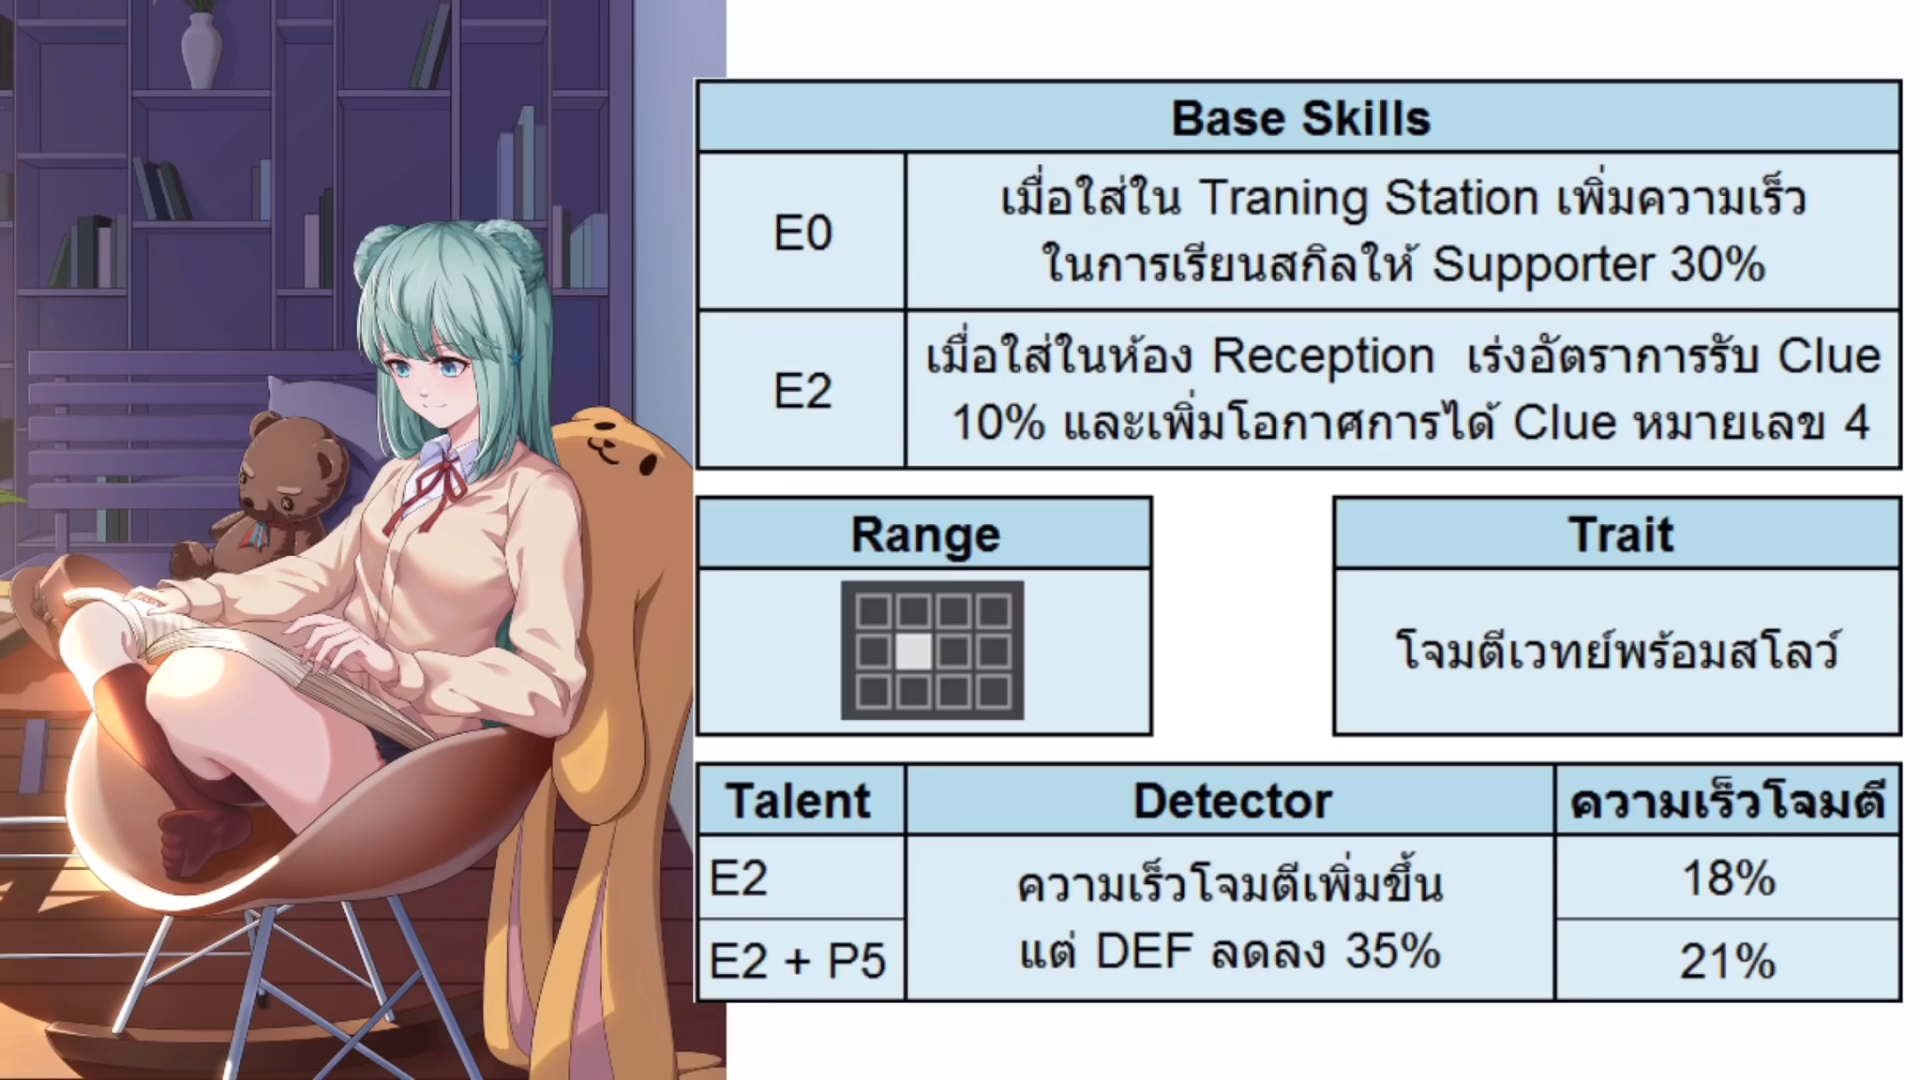 Base Skills
E0
เมื่อใส่ใน Traning Station เพิ่มความเร็ว
ในการเรียนสกิลให้ Supporter 30%
E2
เมื่อใส่ในห้อง Reception เร่งอัตราการรับ Clue
10% และเพิ่มโอกาศการได้ Clue หมายเลข 4
Range
Trait
โจมตีเวทย์พร้อมสโลว์
Talent
Detector
ความเร็วโจมตี
E2
ความเร็วโจมตีเพิ่มขึ้น
แต่ DEF ลดลง 35%
18%
E2 + P5
21%